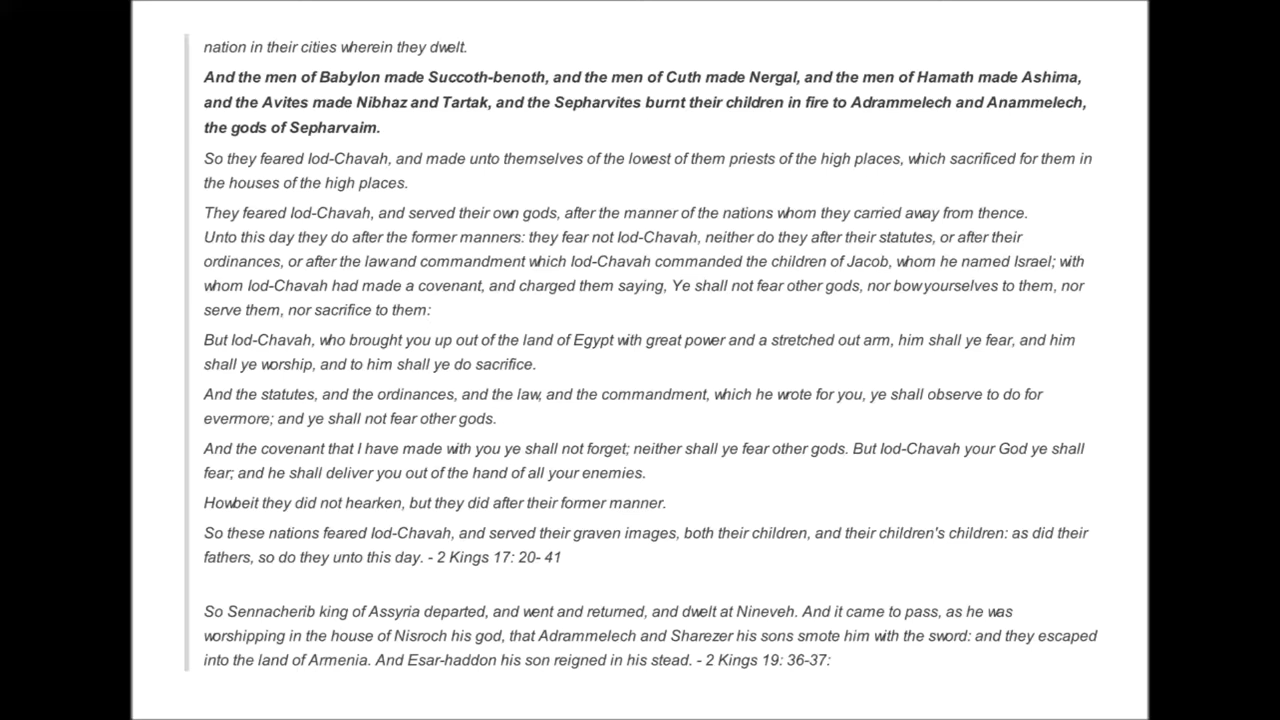 nation in their cities wherein they dwelt.
And the men of Babylon made Succoth-benoth, and the men of Cuth made Nergal, and the men of Hamath made Ashima,
and the Avites made Nibhaz and Tartak, and the Sepharvites burnt their children in fire to Adrammelech and Anammelech,
the gods of Sepharvaim.
So they feared Iod-Chavah, and made unto themselves of the lowest of them priests of the high places, which sacrificed for them in
the houses of the high places.
They feared Iod-Chavah, and served their own gods, after the manner of the nations whom they carried away from thence.
Unto this day they do after the former manners: they fear not Iod-Chavah, neither do they after their statutes, or after their
ordinances, or after the law and commandment which Iod-Chavah commanded the children of Jacob, whom he named Israel; with
whom Iod-Chavah had made a covenant, and charged them saying, Ye shall not fear other gods, nor bow yourselves to them, nor
serve them, nor sacrifice to them:
But Iod-Chavah, who brought you up out of the land of Egypt with great power and a stretched out arm, him shall ye fear, and him
shall ye worship, and to him shall ye do sacrifice.
And the statutes, and the ordinances, and the law, and the commandment, which he wrote for you, ye shall observe to do for
evermore; and ye shall not fear other gods.
And the covenant that I have made with you ye shall not forget; neither shall ye fear other gods. But Iod-Chavah your God ye shall
fear; and he shall deliver you out of the hand of all your enemies.
Howbeit they did not hearken, but they did after their former manner.
So these nations feared Iod-Chavah, and served their graven images, both their children, and their children's children: as did their
fathers, so do they unto this day. - 2 Kings 17: 20- 41
So Sennacherib king of Assyria departed, and went and returned, and dwelt at Nineveh. And it came to pass, as he was
worshipping in the house of Nisroch his god, that Adrammelech and Sharezer his sons smote him with the sword: and they escaped
into the land of Armenia. And Esar-haddon his son reigned in his stead. - 2 Kings 19: 36-37: